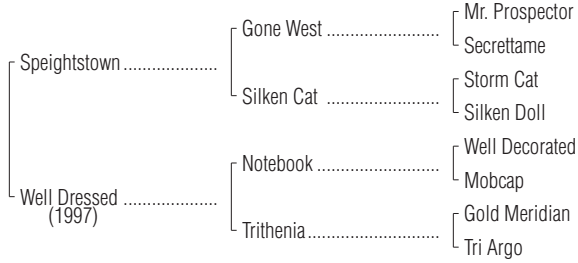 Mr. Prospector
Gone West ........................
Secrettame
Speightstown ....................
Storm Cat
Silken Cat ........................
Silken Doll
Well Decorated
Notebook ..........................
Mobcap
Well Dressed ....................
(1997)
Gold Meridian
Trithenia............................
Tri Argo